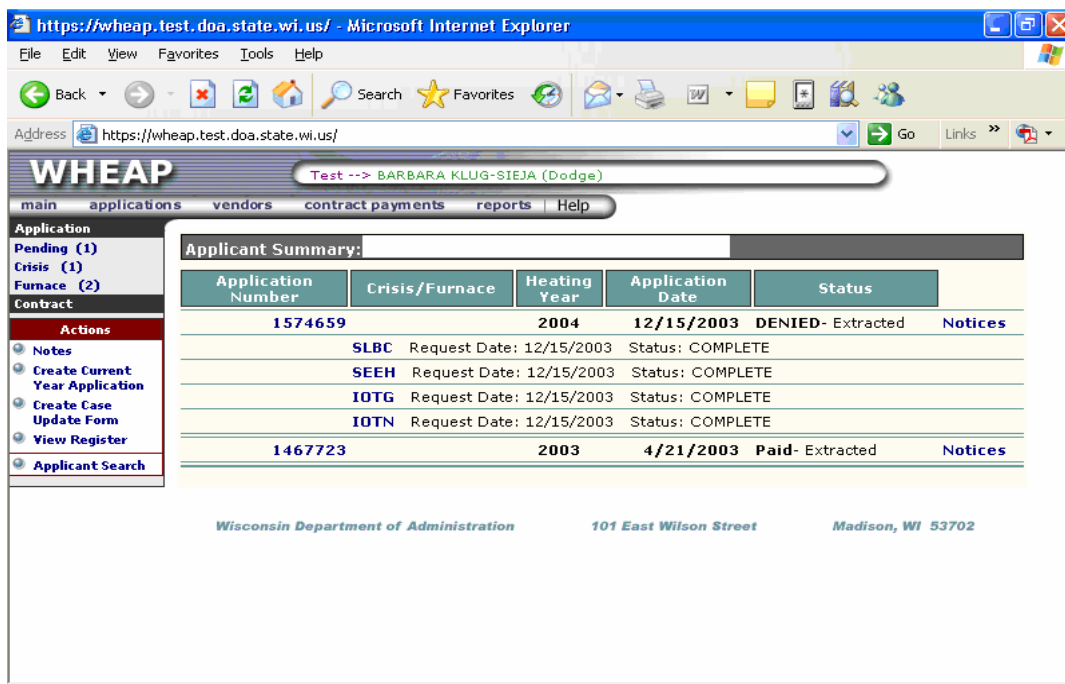 https://wheap.test.doa.state.wi.us/ - Microsoft Internet Explorer
File Edit View Favorites Tools Help
Back Search Favorites W
Address https://wheap.test.doa.state.wi.us/ Go Links »
WHEAP
Test --> BARBARA KLUG-SIEJA (Dodge)
main applications vendors contract payments reports | Help
Application
Pending (1)
Crisis (1)
Furnace (2)
Contract
Actions
Notes
Create Current
Year Application
Create Case
Update Form
View Register
Applicant Search
Applicant Summary:
Application Number Crisis/Furnace Heating Year Application Date Status
1574659 2004 12/15/2003 DENIED- Extracted Notices
SLBC Request Date: 12/15/2003 Status: COMPLETE
SEEH Request Date: 12/15/2003 Status: COMPLETE
IOTG Request Date: 12/15/2003 Status: COMPLETE
IOTN Request Date: 12/15/2003 Status: COMPLETE
1467723 2003 4/21/2003 Paid- Extracted Notices
Wisconsin Department of Administration 101 East Wilson Street Madison, WI 53702